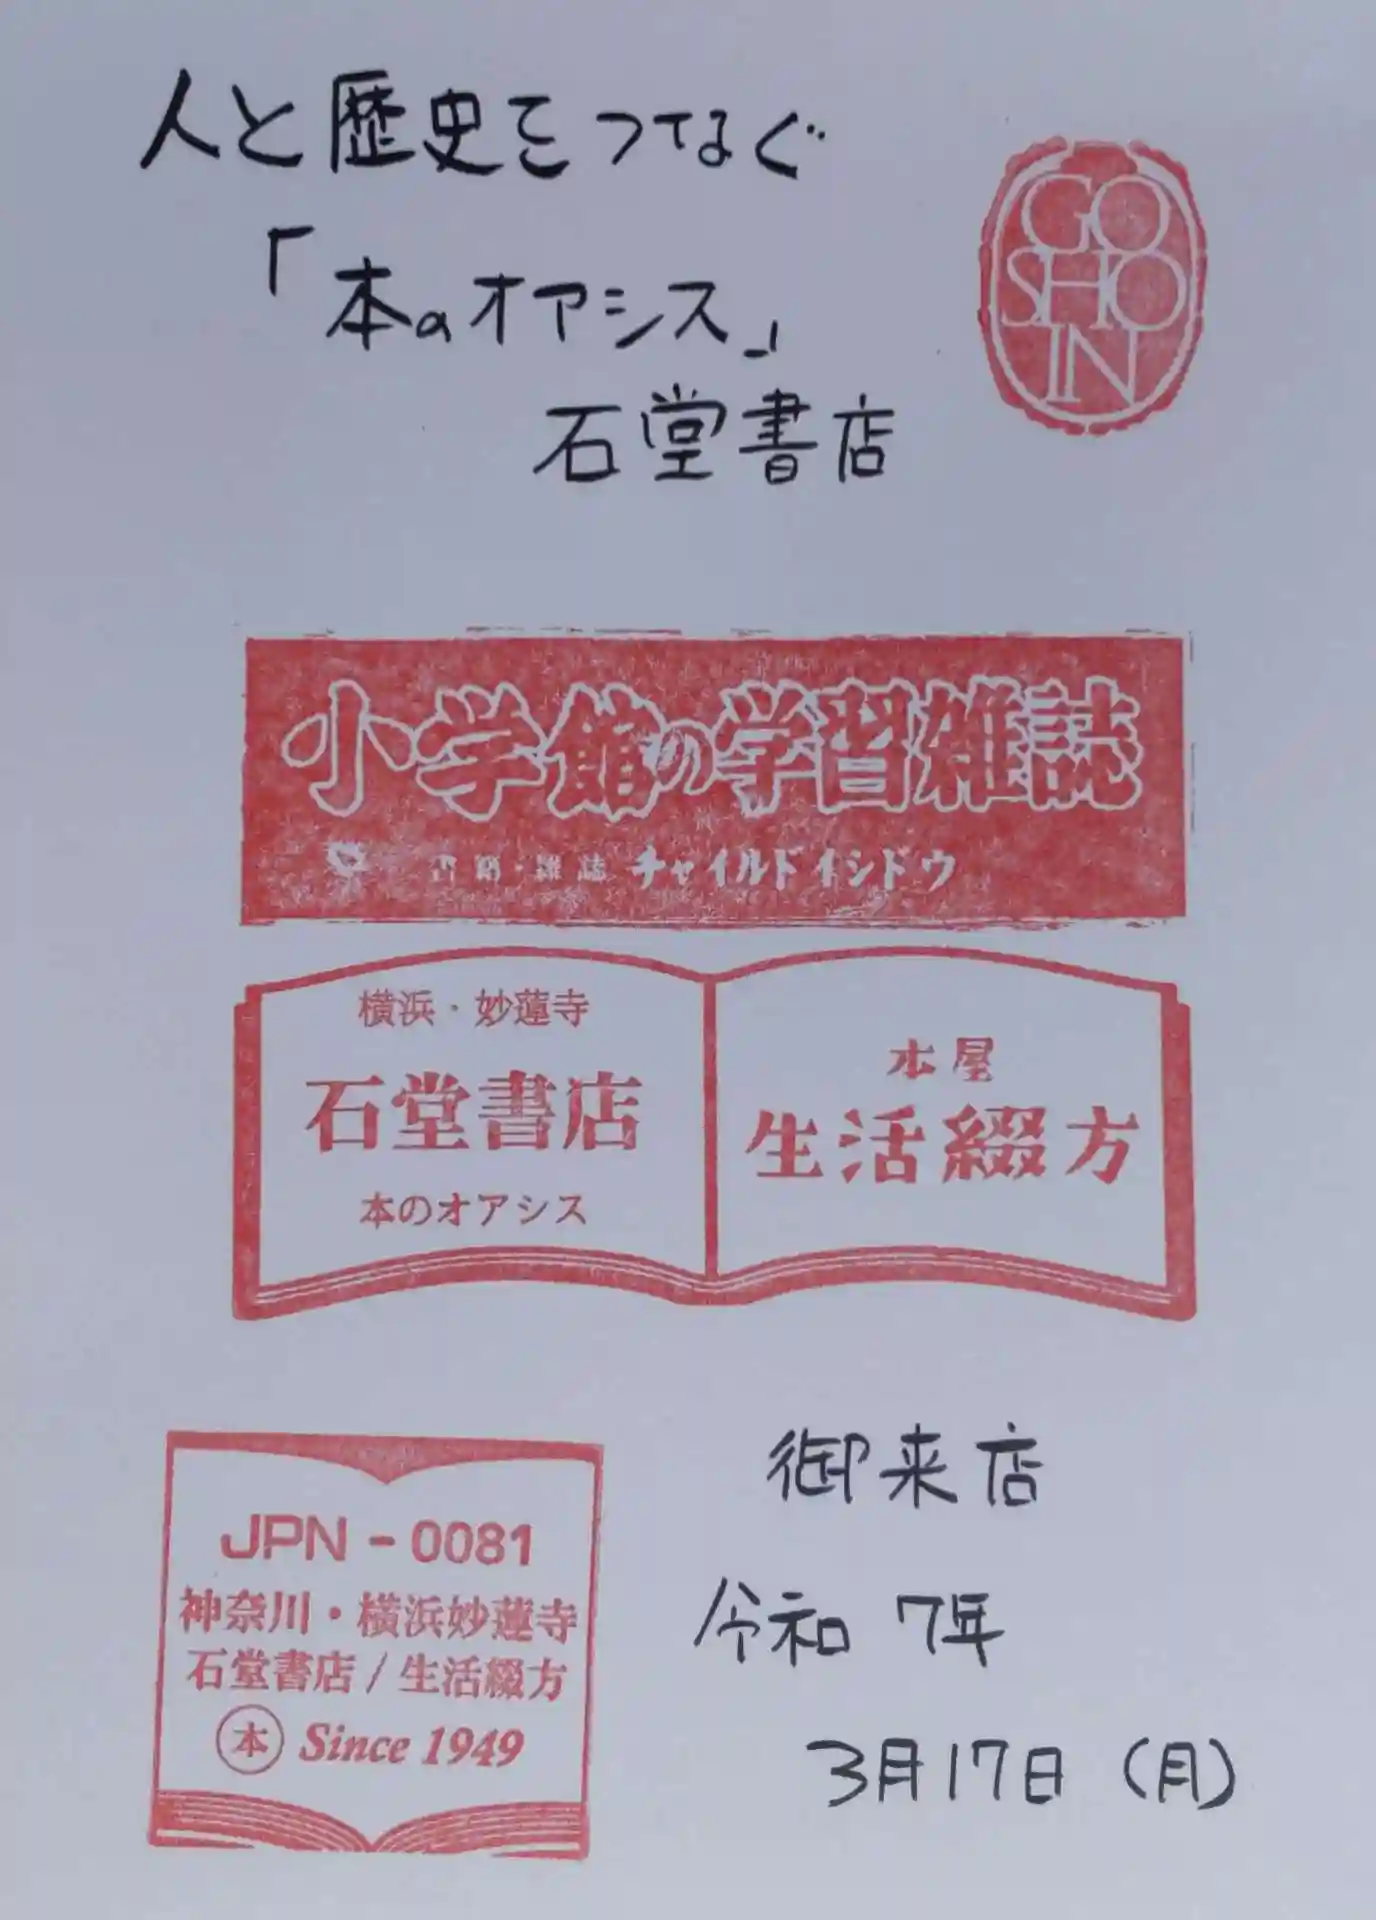 人と歴史をつなぐ
「本のオアシス」
石堂書店
GO
SHO
IN
小学館の学習雑誌
書籍・雑誌 チャイルドイシドウ
横浜・妙蓮寺
石堂書店
本のオアシス
本屋
生活綴方
JPN - 0081
神奈川・横浜妙蓮寺
石堂書店 / 生活綴方
本 Since 1949
御来店
令和 7年
3月17日 (月)